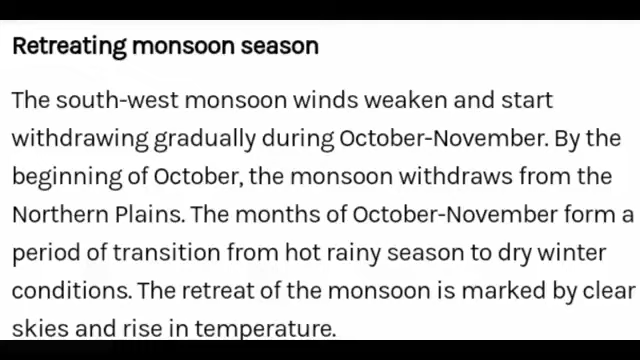 Retreating monsoon season
The south-west monsoon winds weaken and start
withdrawing gradually during October-November. By the
beginning of October, the monsoon withdraws from the
Northern Plains. The months of October-November form a
period of transition from hot rainy season to dry winter
conditions. The retreat of the monsoon is marked by clear
skies and rise in temperature.